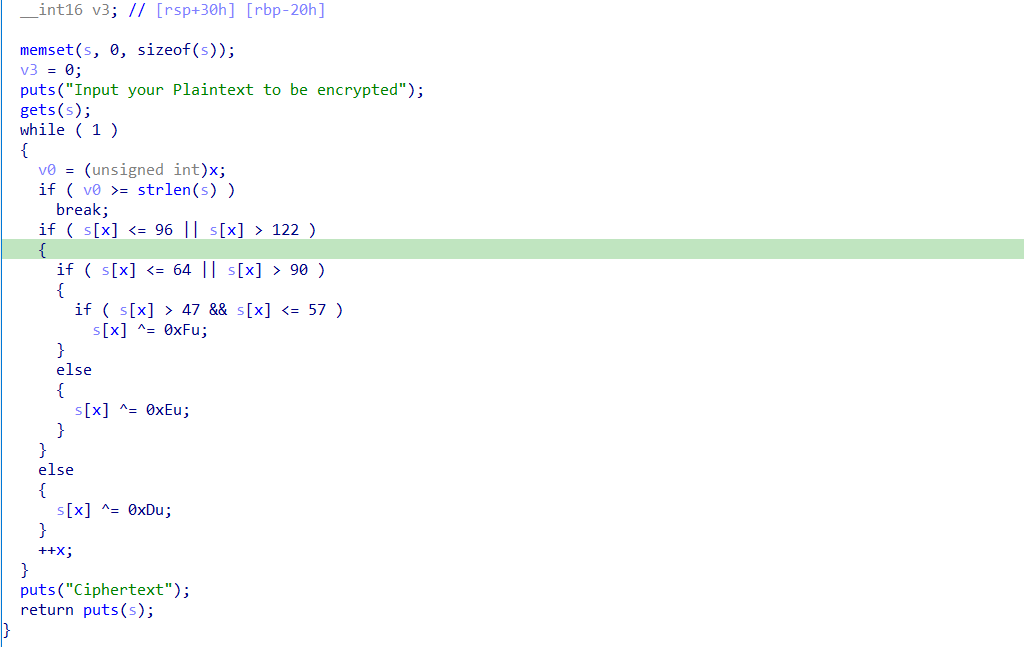 __int16 v3; // [rsp+30h] [rbp-20h]
memset(s, 0, sizeof(s));
v3 = 0;
puts("Input your Plaintext to be encrypted");
gets(s);
while ( 1 )
{
v0 = (unsigned int)x;
if ( v0 >= strlen(s) )
break;
if ( s[x] <= 96 || s[x] > 122 )
{
if ( s[x] <= 64 || s[x] > 90 )
{
if ( s[x] > 47 && s[x] <= 57 )
s[x] ^= 0xFu;
}
else
{
s[x] ^= 0xEu;
}
}
else
{
s[x] ^= 0xDu;
}
++x;
}
puts("Ciphertext");
return puts(s);
}